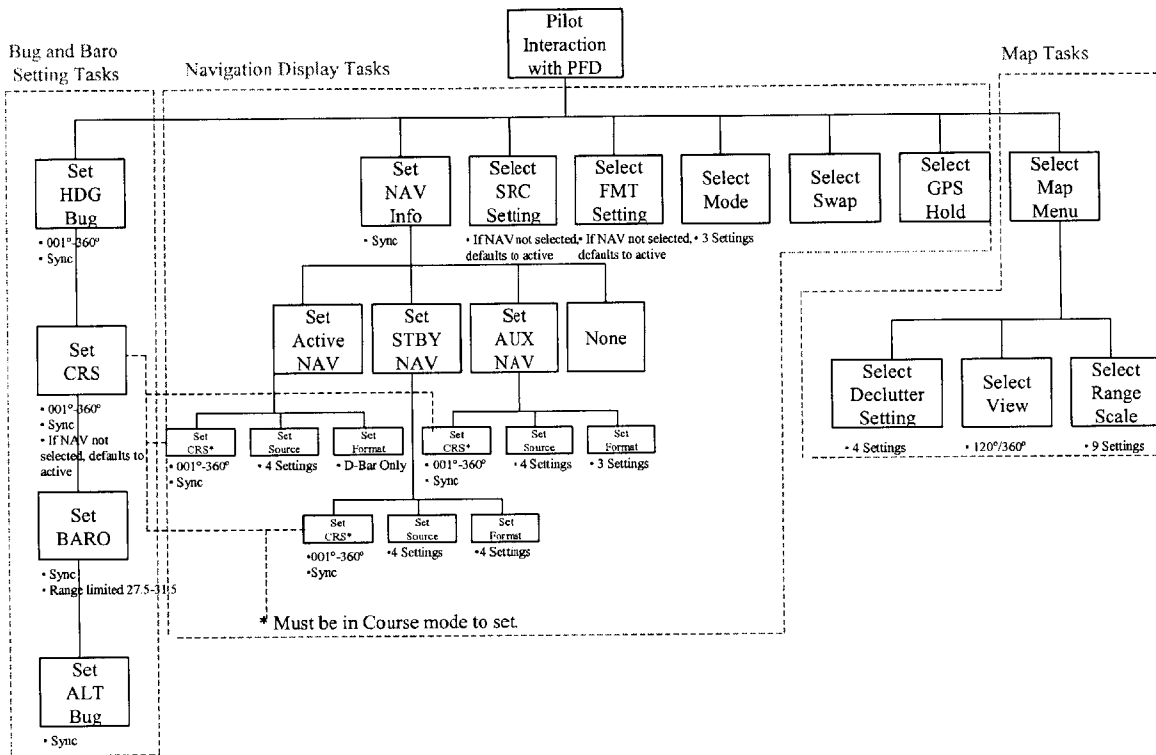 Pilot
Interaction
with PFD
Bug and Baro
Setting Tasks
Navigation Display Tasks
Map Tasks
Set
HDG
Bug
• 001°-360°
• Sync
Set
CRS
• 001°-360°
• Sync
• If NAV not
selected, defaults to
active
Set
BARO
• Sync
• Range limited 27.5-31.5
Set
ALT
Bug
• Sync
Set
NAV
Info
• Sync
Select
SRC
Setting
• If NAV not selected,
defaults to active
Select
FMT
Setting
• If NAV not selected,
defaults to active
Select
Mode
• 3 Settings
Select
Swap
Select
GPS
Hold
Select
Map
Menu
Set
Active
NAV
Set
STBY
NAV
Set
AUX
NAV
None
Set
CRS*
• 001°-360°
• Sync
Set
Source
• 4 Settings
Set
Format
• D-Bar Only
Set
CRS*
• 001°-360°
• Sync
Set
Source
• 4 Settings
Set
Format
• 3 Settings
Set
CRS*
•001°-360°
•Sync
Set
Source
•4 Settings
Set
Format
•4 Settings
* Must be in Course mode to set.
Select
Declutter
Setting
• 4 Settings
Select
View
•120°/360°
Select
Range
Scale
• 9 Settings